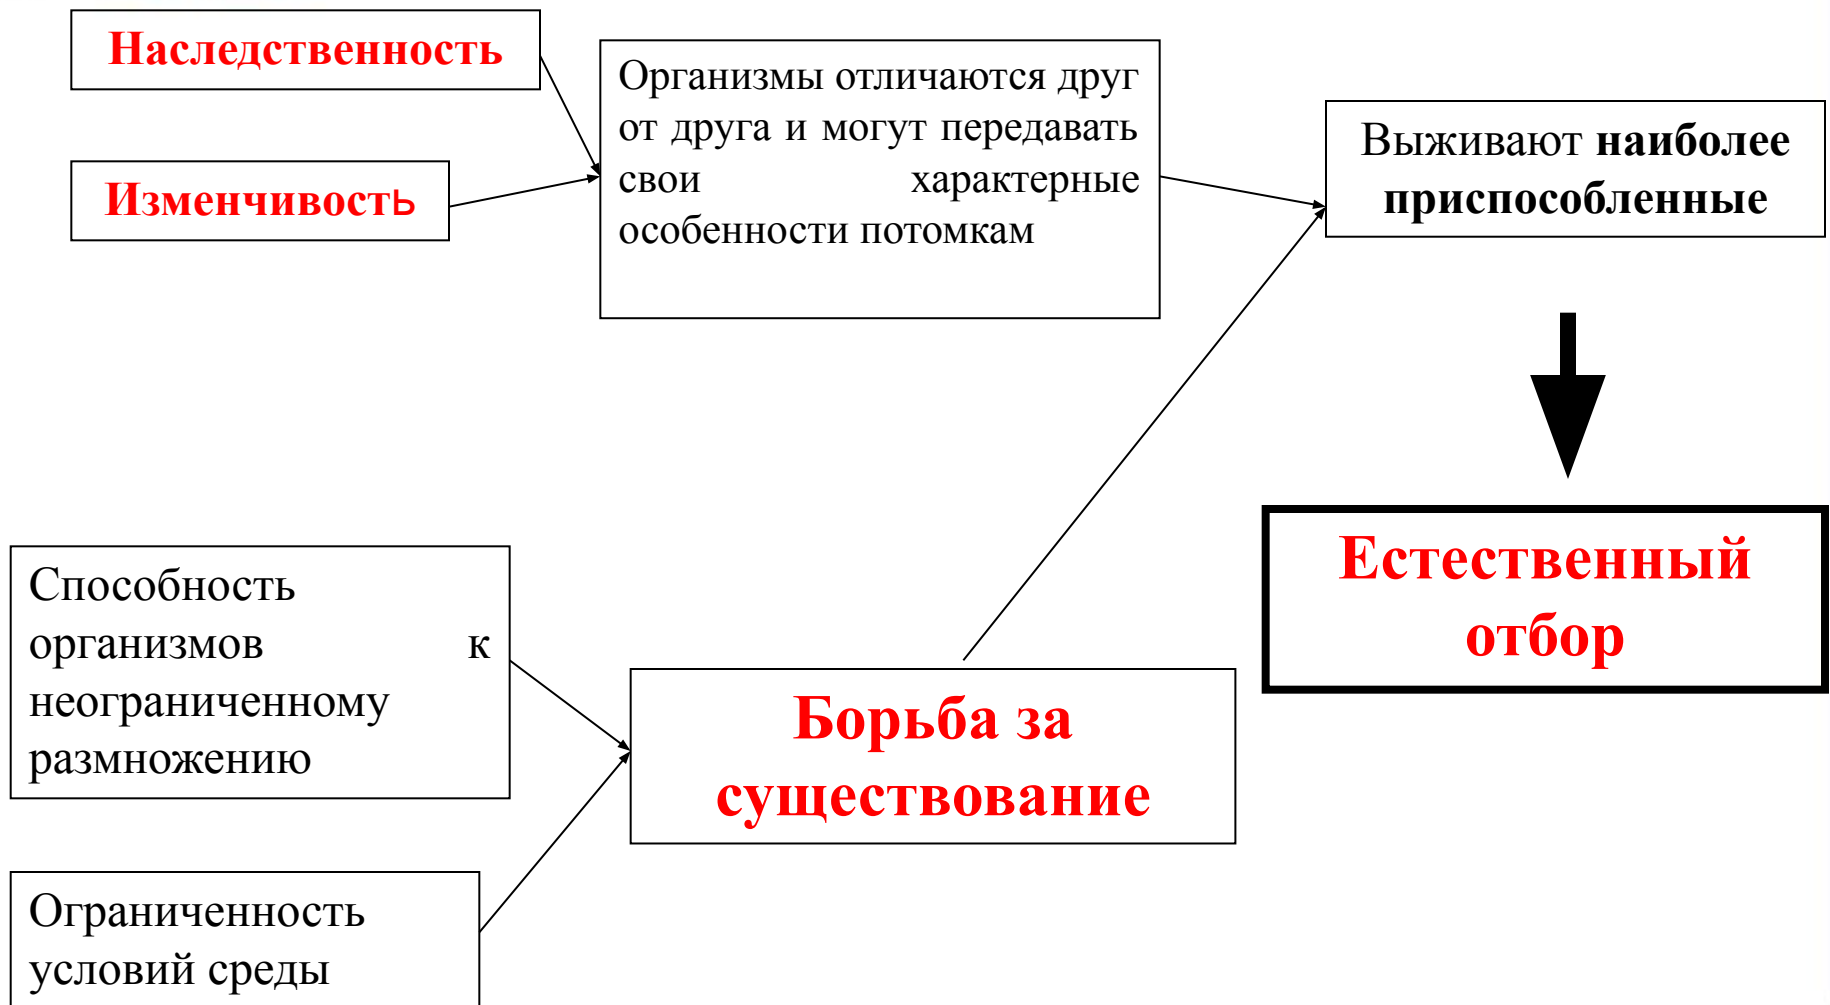 Наследственность
Изменчивость
Организмы отличаются друг
от друга и могут передавать
свои характерные
особенности потомкам
Выживают наиболее
приспособленные
Естественный
отбор
Способность
организмов к
неограниченному
размножению
Борьба за
существование
Ограниченность
условий среды